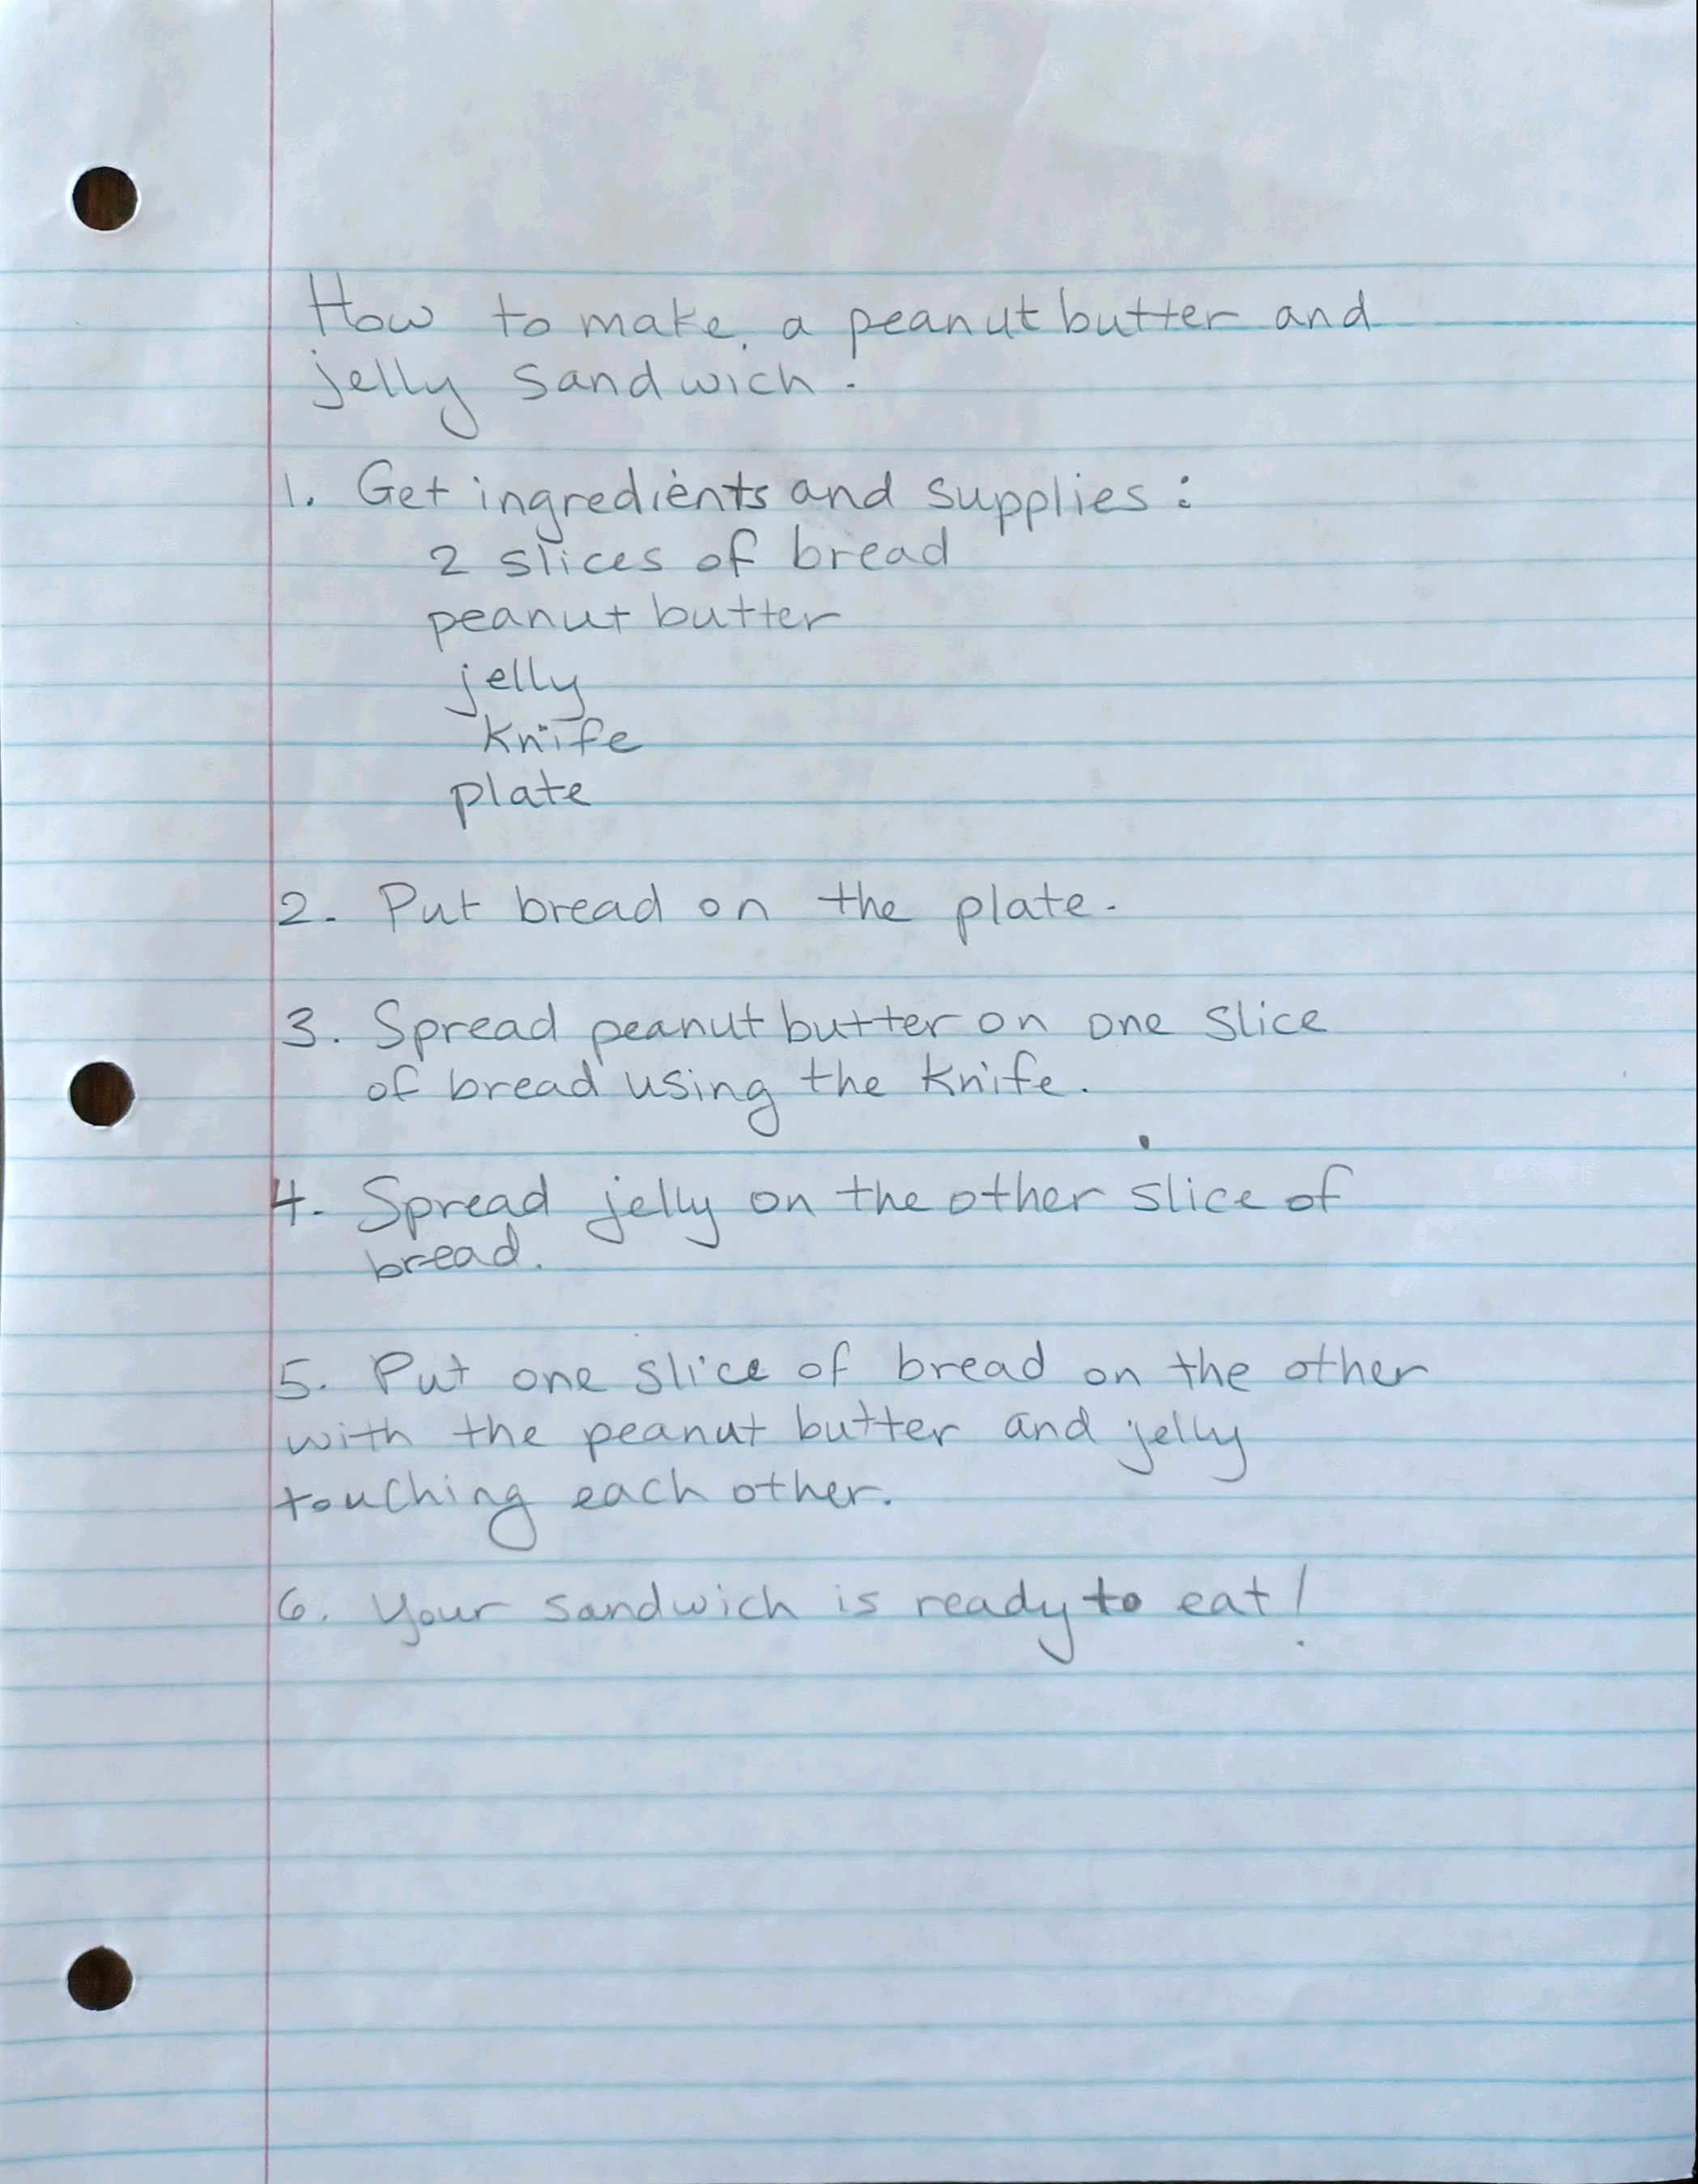 How to make a peanut butter and
jelly sandwich.
1. Get ingredients and supplies:
2 slices of bread
peanut butter
jelly
knife
plate
2. Put bread on the plate.
3. Spread peanut butter on one slice
of bread using the knife.
4. Spread jelly on the other slice of
bread.
5. Put one slice of bread on the other
with the peanut butter and jelly
touching each other.
6. Your sandwich is ready to eat!